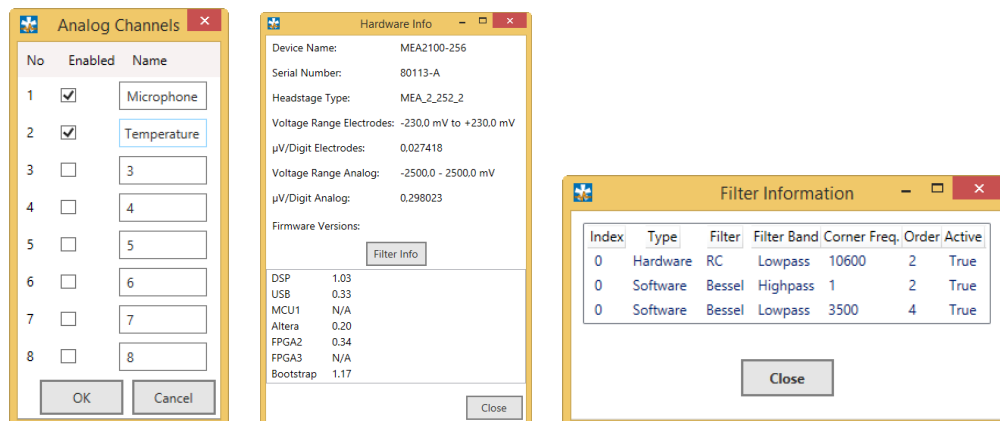 Analog Channels
No Enabled Name
1 Microphone
2 Temperature
3 3
4 4
5 5
6 6
7 7
8 8
OK Cancel
Hardware Info
Device Name: MEA2100-256
Serial Number: 80113-A
Headstage Type: MEA_2_252_2
Voltage Range Electrodes: -230,0 mV to +230,0 mV
µV/Digit Electrodes: 0,027418
Voltage Range Analog: -2500.0 - 2500.0 mV
µV/Digit Analog: 0,298023
Firmware Versions:
Filter Info
DSP 1.03
USB 0.33
MCU1 N/A
Altera 0.20
FPGA2 0.34
FPGA3 N/A
Bootstrap 1.17
Close
Filter Information
Index Type Filter Filter Band Corner Freq. Order Active
0 Hardware RC Lowpass 10600 2 True
0 Software Bessel Highpass 1 2 True
0 Software Bessel Lowpass 3500 4 True
Close